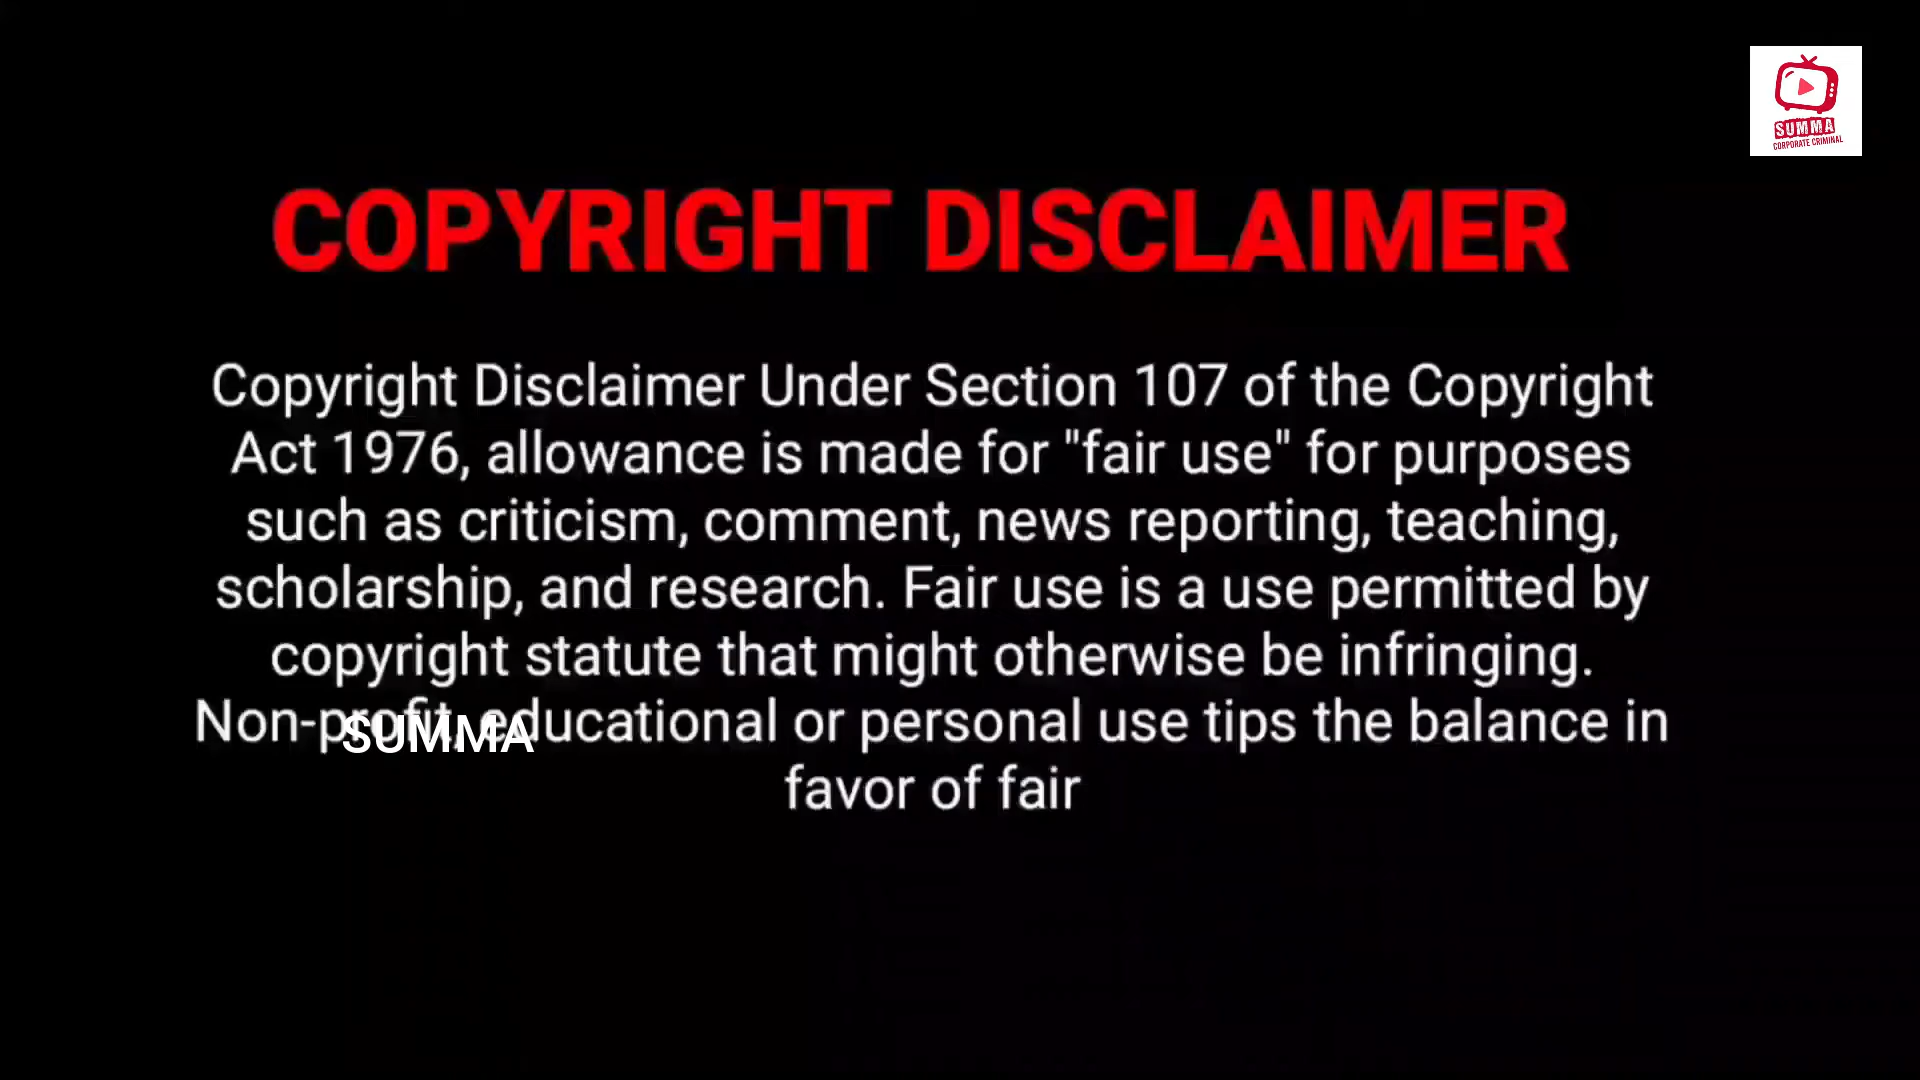 SUMMA
CORPORATE CRIMINAL
COPYRIGHT DISCLAIMER
Copyright Disclaimer Under Section 107 of the Copyright
Act 1976, allowance is made for "fair use" for purposes
such as criticism, comment, news reporting, teaching,
scholarship, and research. Fair use is a use permitted by
copyright statute that might otherwise be infringing.
Non-profit, educational or personal use tips the balance in
SUMMA
favor of fair